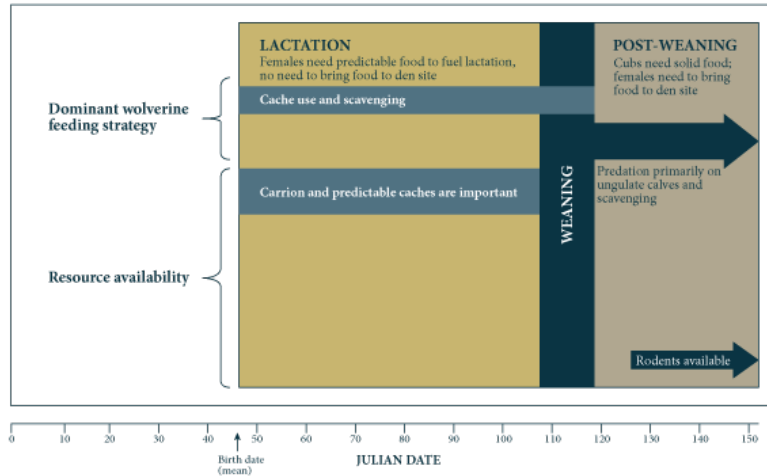 LACTATION
Females need predictable food to fuel lactation,
no need to bring food to den site
POST-WEANING
Cubs need solid food;
females need to bring
food to den site
Dominant wolverine
feeding strategy
Cache use and scavenging
WEANING
Predation primarily on
ungulate calves and
scavenging
Carrion and predictable caches are important
Resource availability
Rodents available
0 10 20 30 40 50 60 70 80 90 100 110 120 130 140 150
Birth date
(mean)
JULIAN DATE